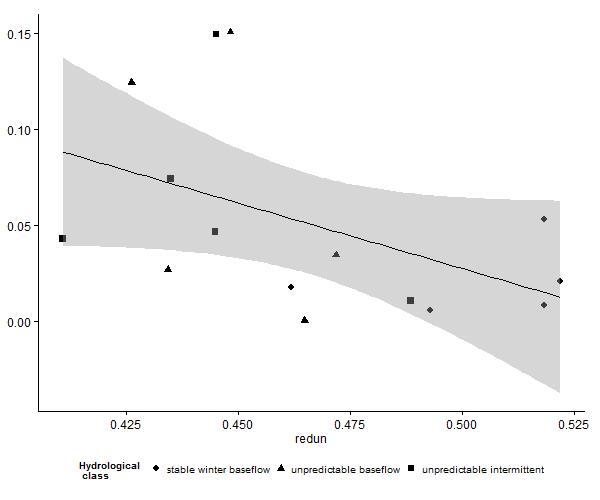 0.15
0.10
0.05
0.00
0.425 0.450 0.475 0.500 0.525
redun
Hydrological
class
stable winter baseflow unpredictable baseflow unpredictable intermittent